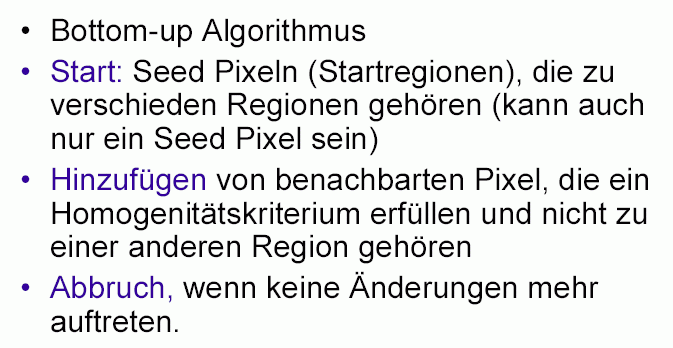 • Bottom-up Algorithmus
• Start: Seed Pixeln (Startregionen), die zu
verschieden Regionen gehören (kann auch
nur ein Seed Pixel sein)
• Hinzufügen von benachbarten Pixel, die ein
Homogenitätskriterium erfüllen und nicht zu
einer anderen Region gehören
• Abbruch, wenn keine Änderungen mehr
auftreten.